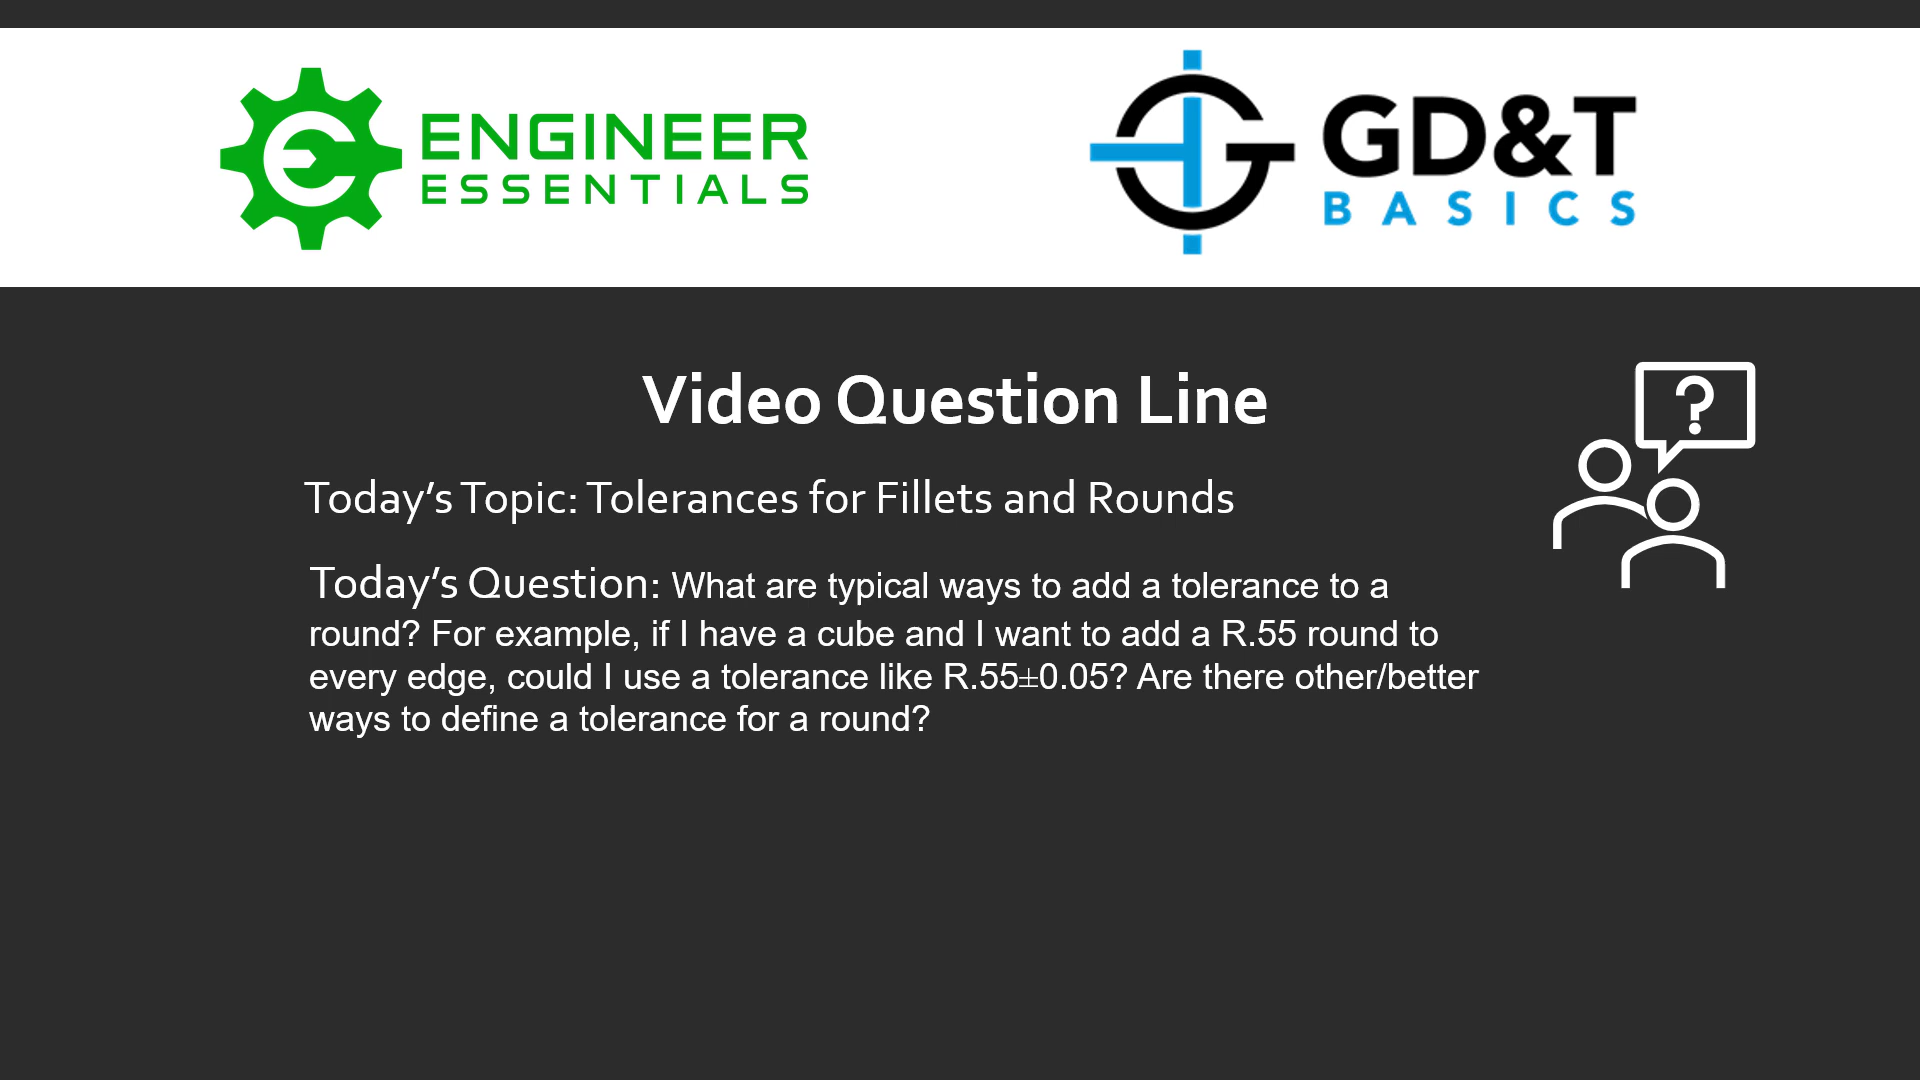 ENGINEER
ESSENTIALS
GD&T
BASICS
Video Question Line
?
Today’s Topic: Tolerances for Fillets and Rounds
Today’s Question: What are typical ways to add a tolerance to a
round? For example, if I have a cube and I want to add a R.55 round to
every edge, could I use a tolerance like R.55±0.05? Are there other/better
ways to define a tolerance for a round?